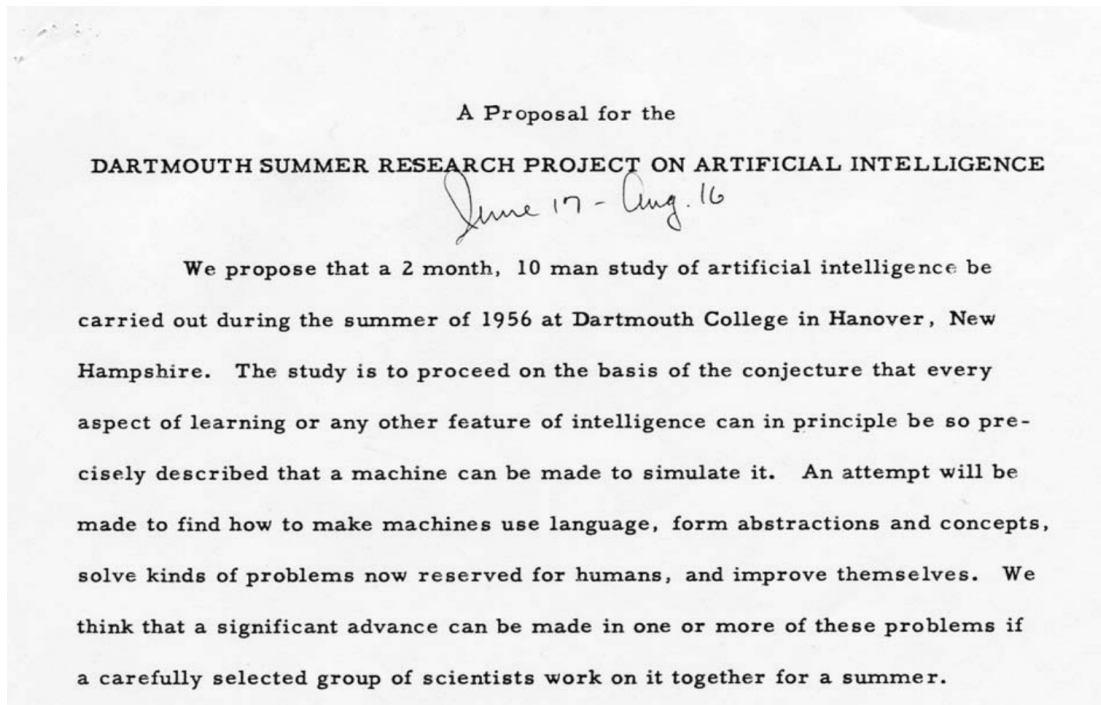 A Proposal for the
DARTMOUTH SUMMER RESEARCH PROJECT ON ARTIFICIAL INTELLIGENCE
June 17 - Aug. 16
We propose that a 2 month, 10 man study of artificial intelligence be
carried out during the summer of 1956 at Dartmouth College in Hanover, New
Hampshire. The study is to proceed on the basis of the conjecture that every
aspect of learning or any other feature of intelligence can in principle be so pre-
cisely described that a machine can be made to simulate it. An attempt will be
made to find how to make machines use language, form abstractions and concepts,
solve kinds of problems now reserved for humans, and improve themselves. We
think that a significant advance can be made in one or more of these problems if
a carefully selected group of scientists work on it together for a summer.